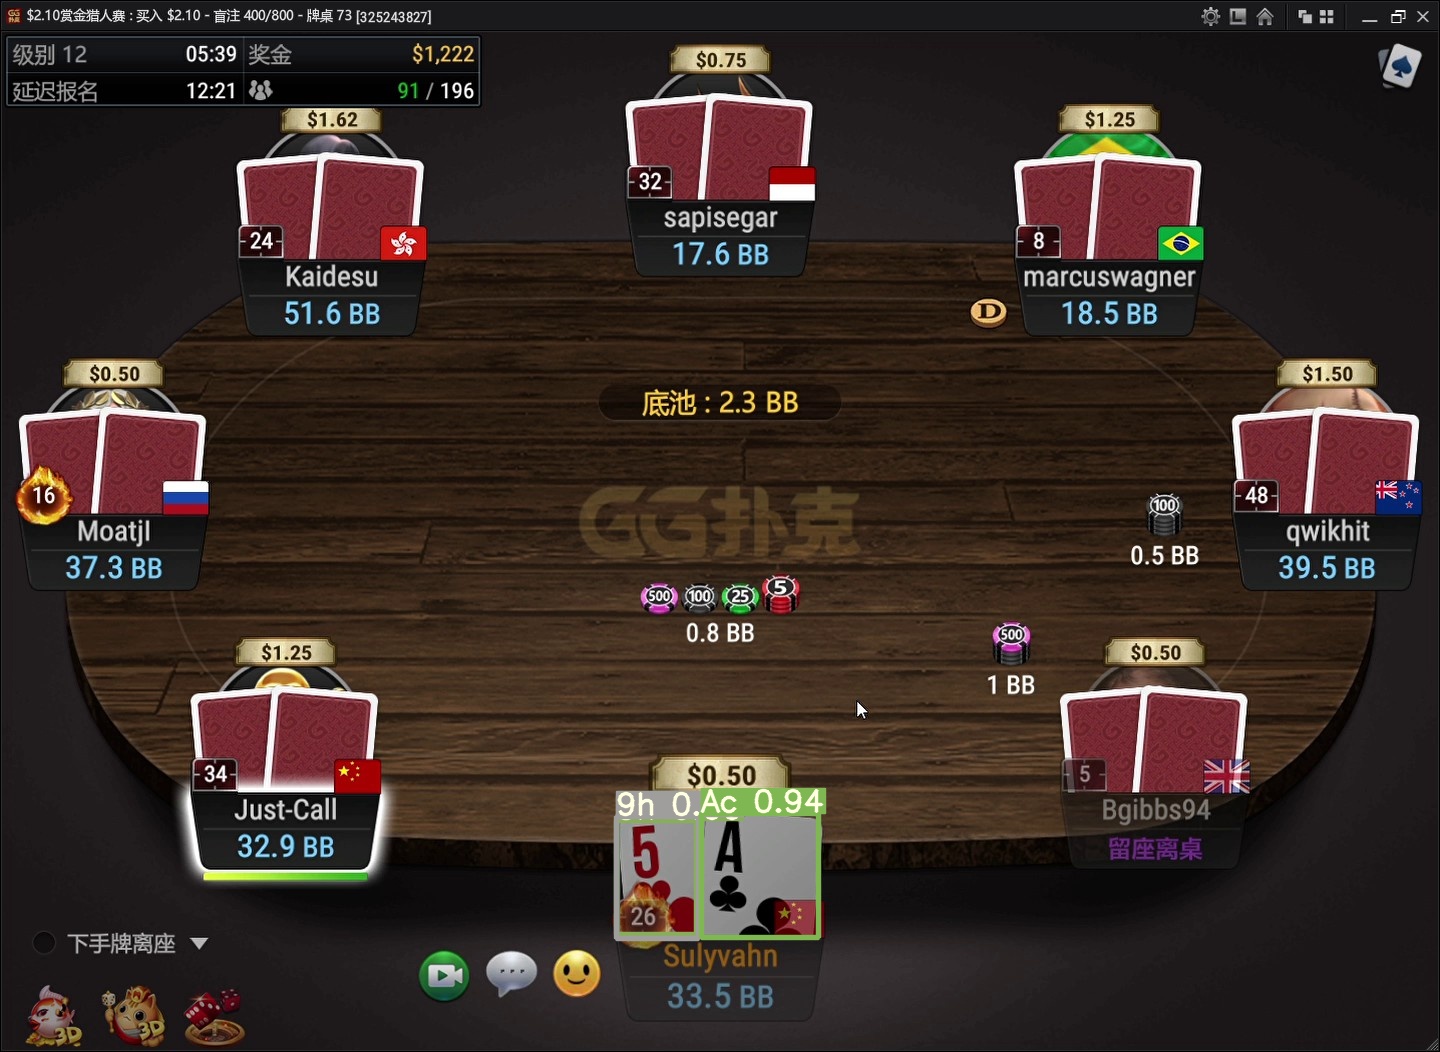 $2.10赏金猎人赛 : 买入 $2.10 - 盲注 400/800 - 牌桌 73 [325243827]
级别 12 05:39 奖金 $1,222
延迟报名 12:21 91 / 196
$0.75
32
sapisegar
17.6 BB
$1.62
24
Kaidesu
51.6 BB
$1.25
8
marcuswagner
18.5 BB
D
$0.50
16
Moatjl
37.3 BB
底池 : 2.3 BB
$1.50
48
qwikhit
39.5 BB
100
0.5 BB
GG扑克
500 100 25 5
0.8 BB
500
1 BB
$1.25
34
Just-Call
32.9 BB
$0.50
5
Bgibbs94
留座离桌
$0.50
9h 0. Ac 0.94
5 A
26
Sulyvahn
33.5 BB
下手牌离座
3D 3D